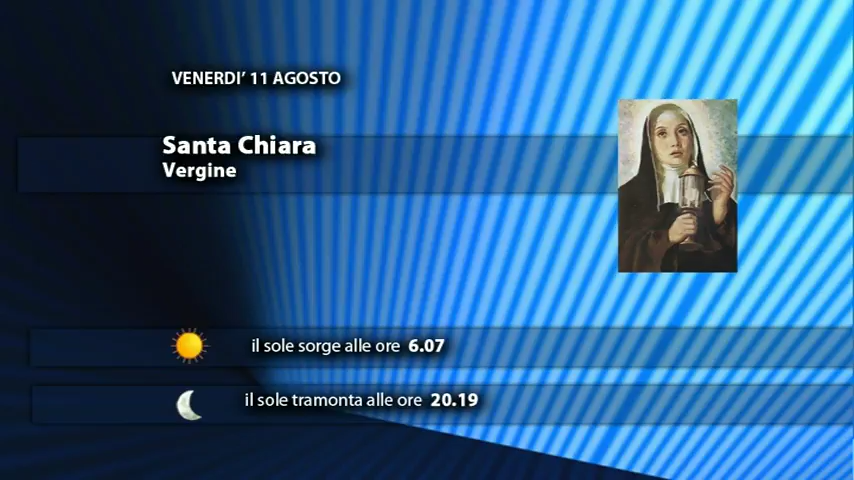 VENERDI’ 11 AGOSTO
Santa Chiara
Vergine
il sole sorge alle ore 6.07
il sole tramonta alle ore 20.19